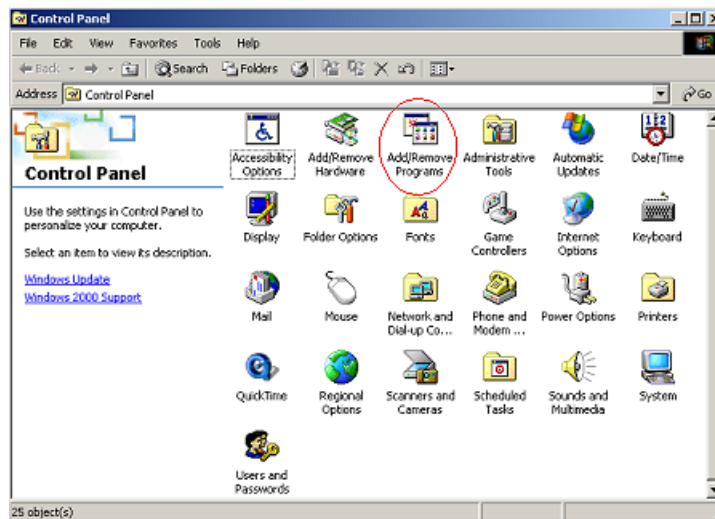 Control Panel
File Edit View Favorites Tools Help
Back Search Folders
Address Control Panel Go
Control Panel
Use the settings in Control Panel to
personalize your computer.
Select an item to view its description.
Windows Update
Windows 2000 Support
Accessibility
Options
Add/Remove
Hardware
Add/Remove
Programs
Administrative
Tools
Automatic
Updates
Date/Time
Display
Folder Options
Fonts
Game
Controllers
Internet
Options
Keyboard
Mail
Mouse
Network and
Dial-up Co...
Phone and
Modem ...
Power Options
Printers
QuickTime
Regional
Options
Scanners and
Cameras
Scheduled
Tasks
Sounds and
Multimedia
System
Users and
Passwords
25 object(s)